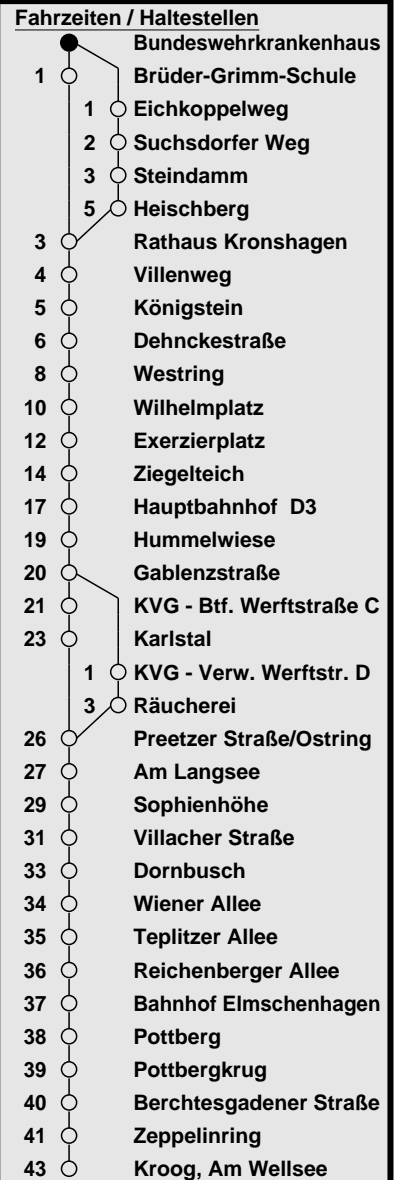 Fahrzeiten / Haltestellen
Bundeswehrkrankenhaus
1 Brüder-Grimm-Schule
1 Eichkoppelweg
2 Suchsdorfer Weg
3 Steindamm
5 Heischberg
3 Rathaus Kronshagen
4 Villenweg
5 Königstein
6 Dehnckestraße
8 Westring
10 Wilhelmplatz
12 Exerzierplatz
14 Ziegelteich
17 Hauptbahnhof D3
19 Hummelwiese
20 Gablenzstraße
21 KVG - Btf. Werftstraße C
23 Karlstal
1 KVG - Verw. Werftstr. D
3 Räucherei
26 Preetzer Straße/Ostring
27 Am Langsee
29 Sophienhöhe
31 Villacher Straße
33 Dornbusch
34 Wiener Allee
35 Teplitzer Allee
36 Reichenberger Allee
37 Bahnhof Elmschenhagen
38 Pottberg
39 Pottbergkrug
40 Berchtesgadener Straße
41 Zeppelinring
43 Kroog, Am Wellsee